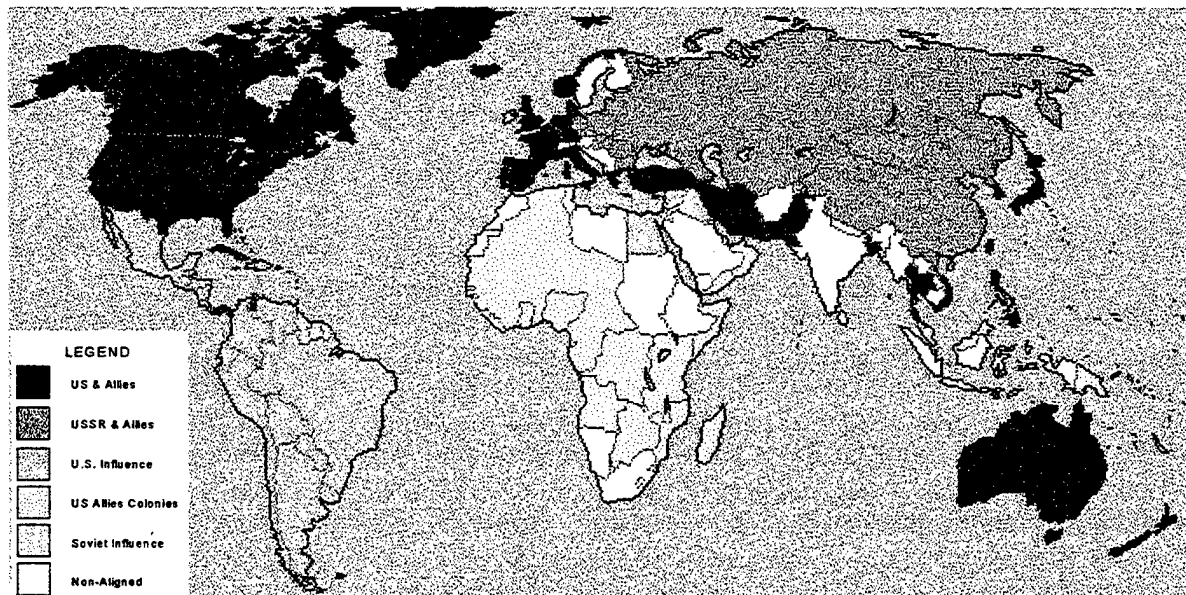 LEGEND
US & Allies
USSR & Allies
U.S. Influence
US Allies Colonies
Soviet Influence
Non-Aligned